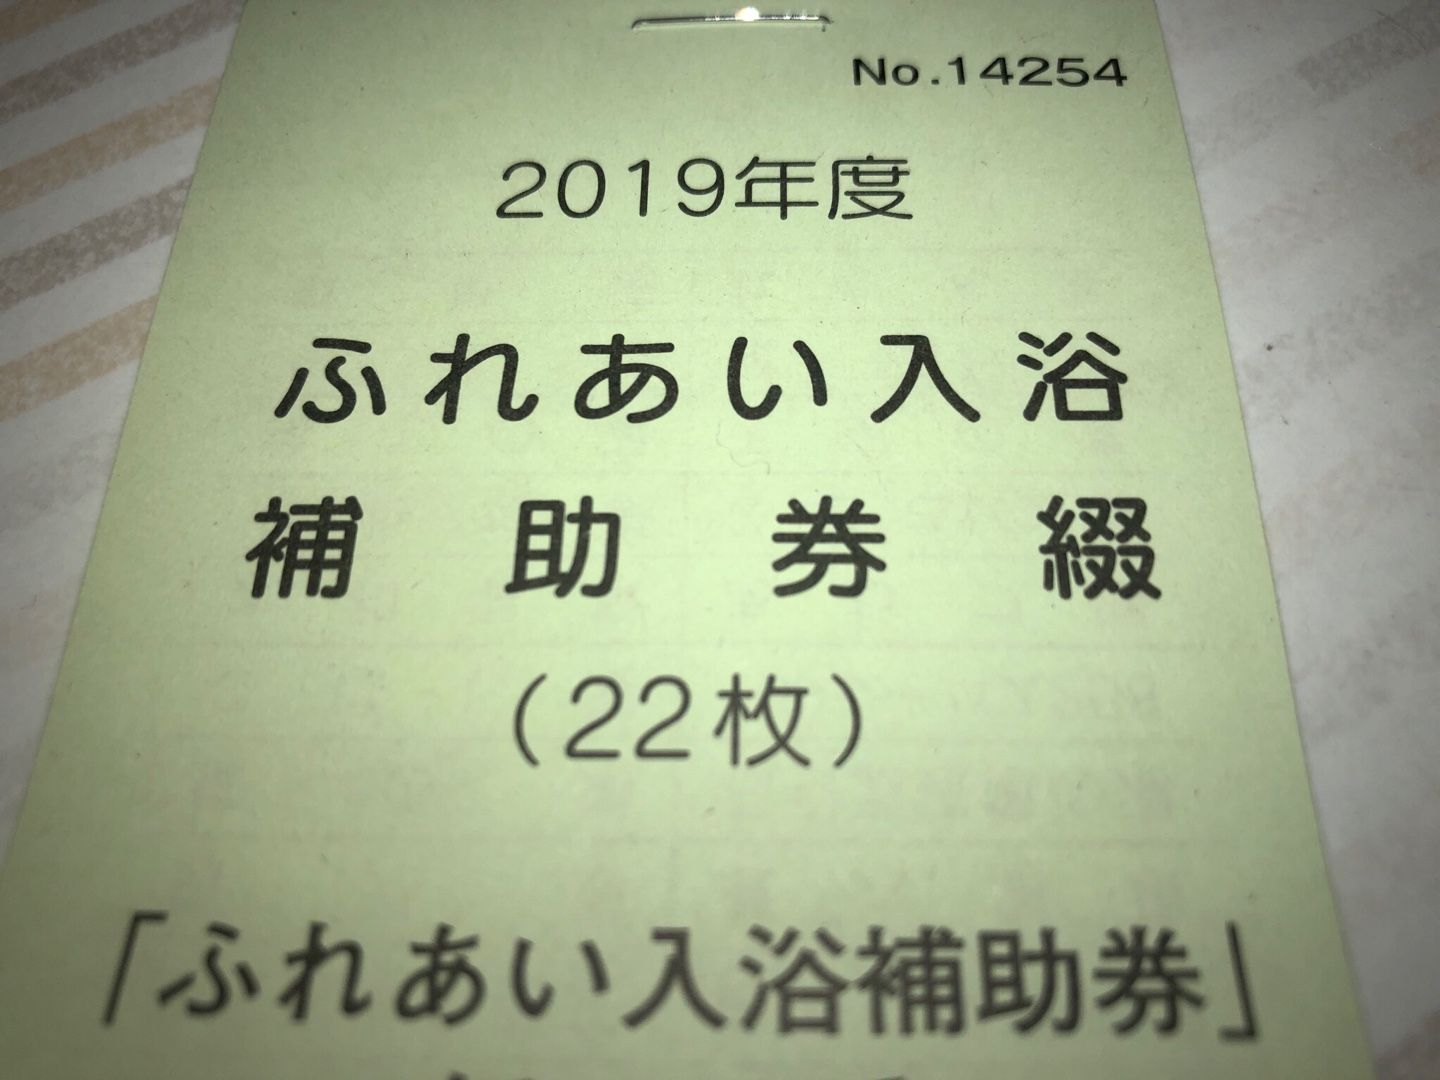 No.14254
2019年度
ふれあい入浴
補助券綴
(22枚)
「ふれあい入浴補助券」